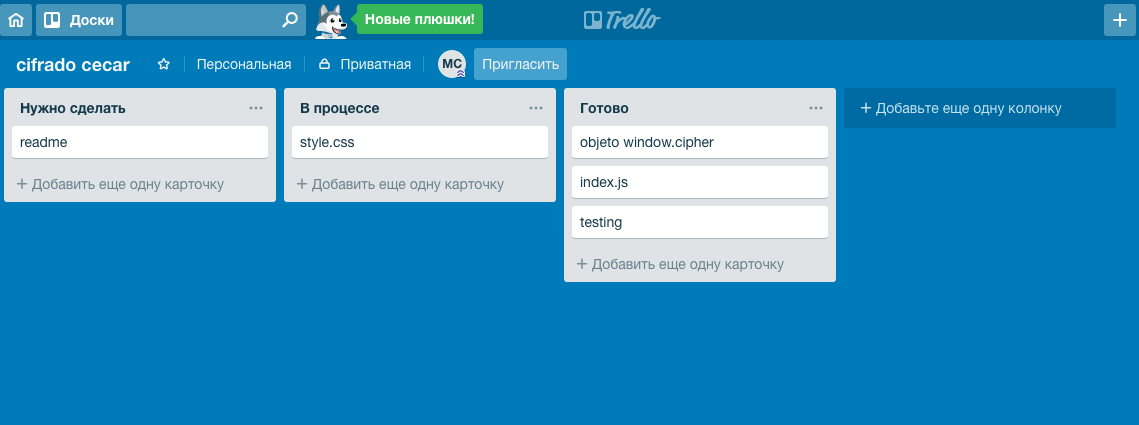 Доски
Новые плюшки!
Trello
cifrado cecar
Персональная
Приватная
MC
Пригласить
Нужно сделать
readme
+ Добавить еще одну карточку
В процессе
style.css
+ Добавить еще одну карточку
Готово
objeto window.cipher
index.js
testing
+ Добавить еще одну карточку
+ Добавьте еще одну колонку